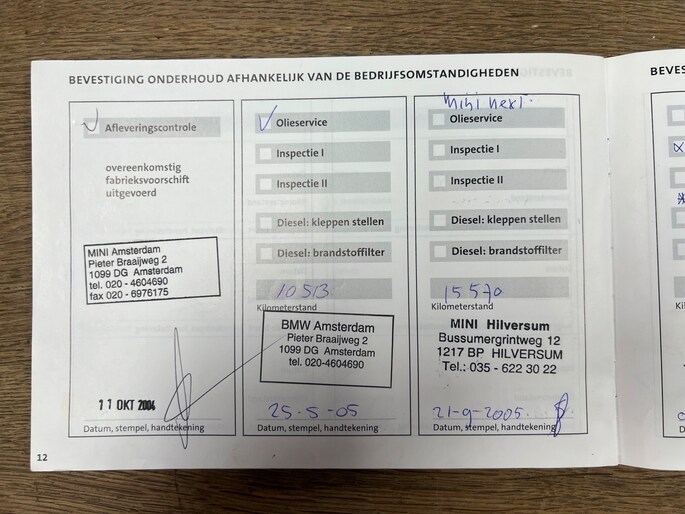 BEVESTIGING ONDERHOUD AFHANKELIJK VAN DE BEDRIJFSOMSTANDIGHEDEN
Afleveringscontrole
overeenkomstig
fabrieksvoorschift
uitgevoerd
MINI Amsterdam
Pieter Braaijweg 2
1099 DG Amsterdam
tel. 020 - 4604690
fax 020 - 6976175
11 OKT 2004
Datum, stempel, handtekening
Olieservice
Inspectie I
Inspectie II
Diesel: kleppen stellen
Diesel: brandstoffilter
10513
Kilometerstand
BMW Amsterdam
Pieter Braaijweg 2
1099 DG Amsterdam
tel. 020-4604690
25-5-05
Datum, stempel, handtekening
Mini next.
Olieservice
Inspectie I
Inspectie II
Diesel: kleppen stellen
Diesel: brandstoffilter
15570
Kilometerstand
MINI Hilversum
Bussumergrintweg 12
1217 BP HILVERSUM
Tel.: 035 - 622 30 22
21-9-2005
Datum, stempel, handtekening
12
BEVES
Kilom
Datum